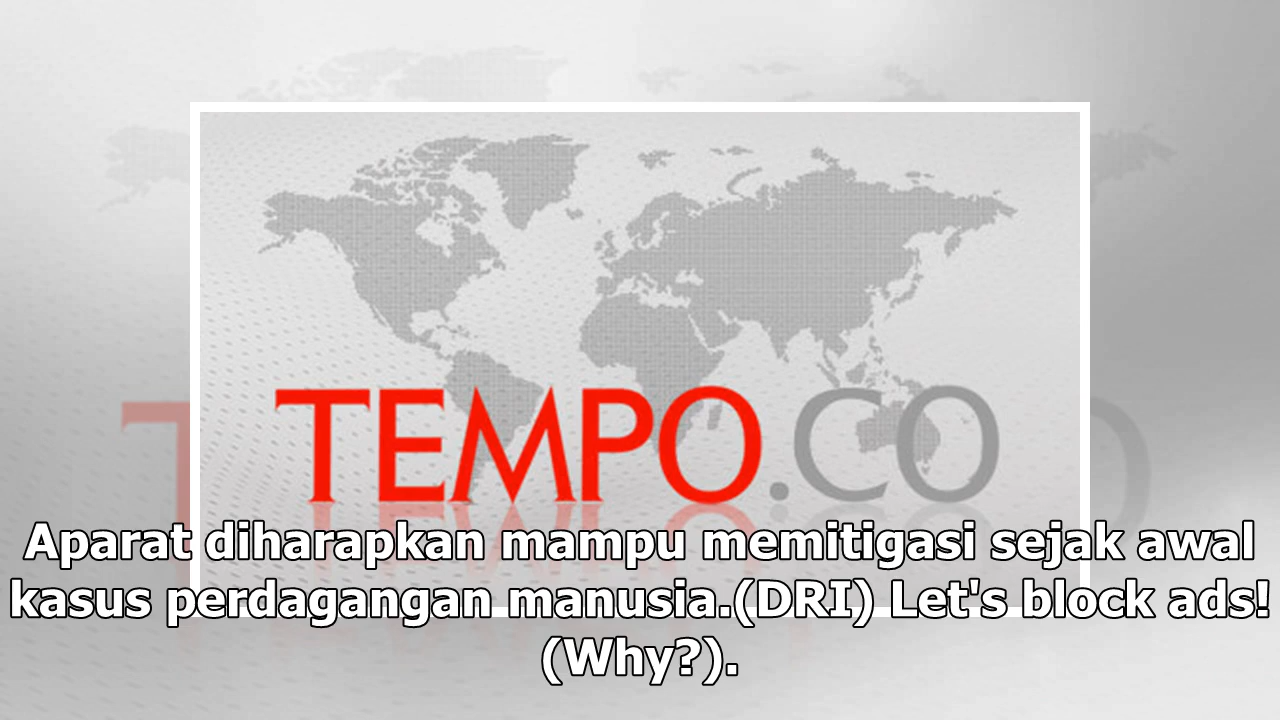 TEMPO.CO
Aparat diharapkan mampu memitigasi sejak awal
kasus perdagangan manusia.(DRI) Let's block ads!
(Why?).